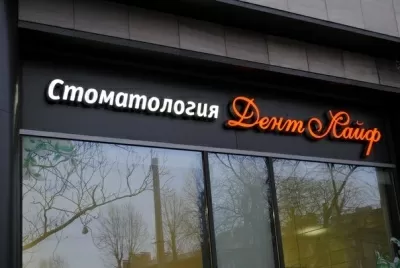 Стоматология Дент Лайф